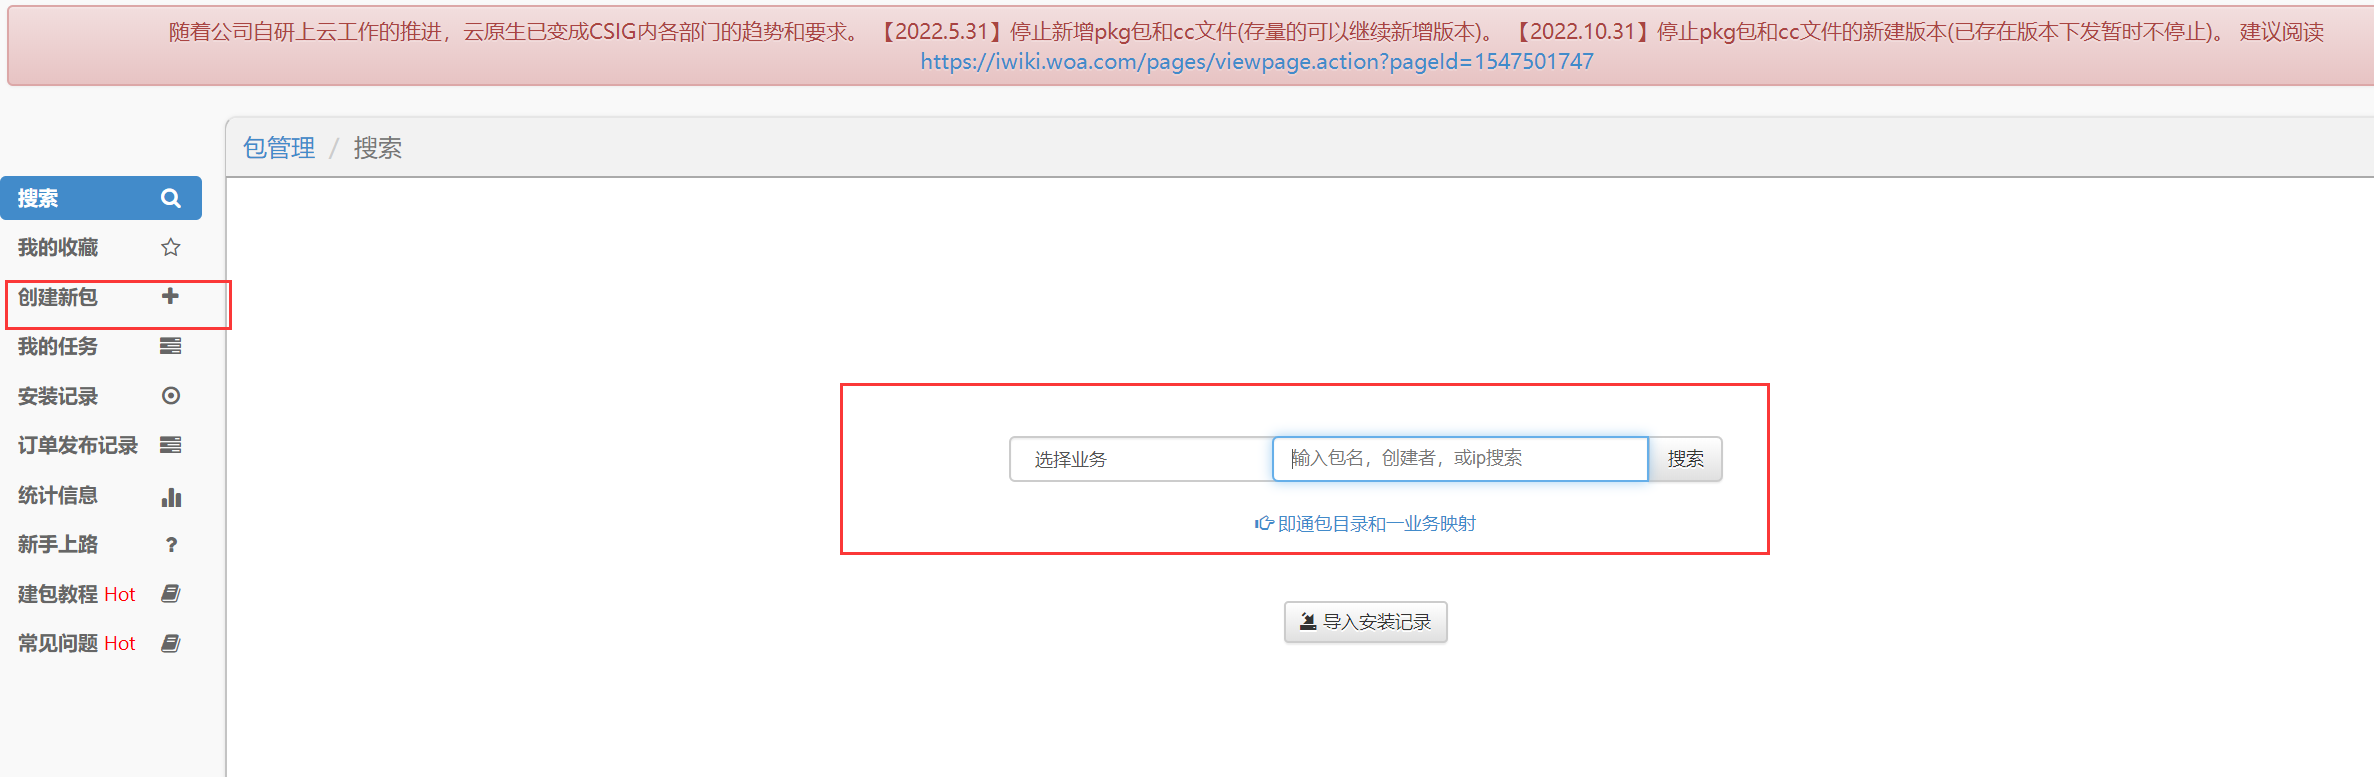 随着公司自研上云工作的推进，云原生已变成CSIG内各部门的趋势和要求。 【2022.5.31】停止新增pkg包和cc文件(存量的可以继续新增版本)。 【2022.10.31】停止pkg包和cc文件的新建版本(已存在版本下发暂时不停止)。 建议阅读
https://iwiki.woa.com/pages/viewpage.action?pageId=1547501747
包管理 / 搜索
搜索
我的收藏
创建新包
我的任务
安装记录
订单发布记录
统计信息
新手上路
建包教程 Hot
常见问题 Hot
选择业务 输入包名，创建者，或ip搜索 搜索
即通包目录和一业务映射
导入安装记录